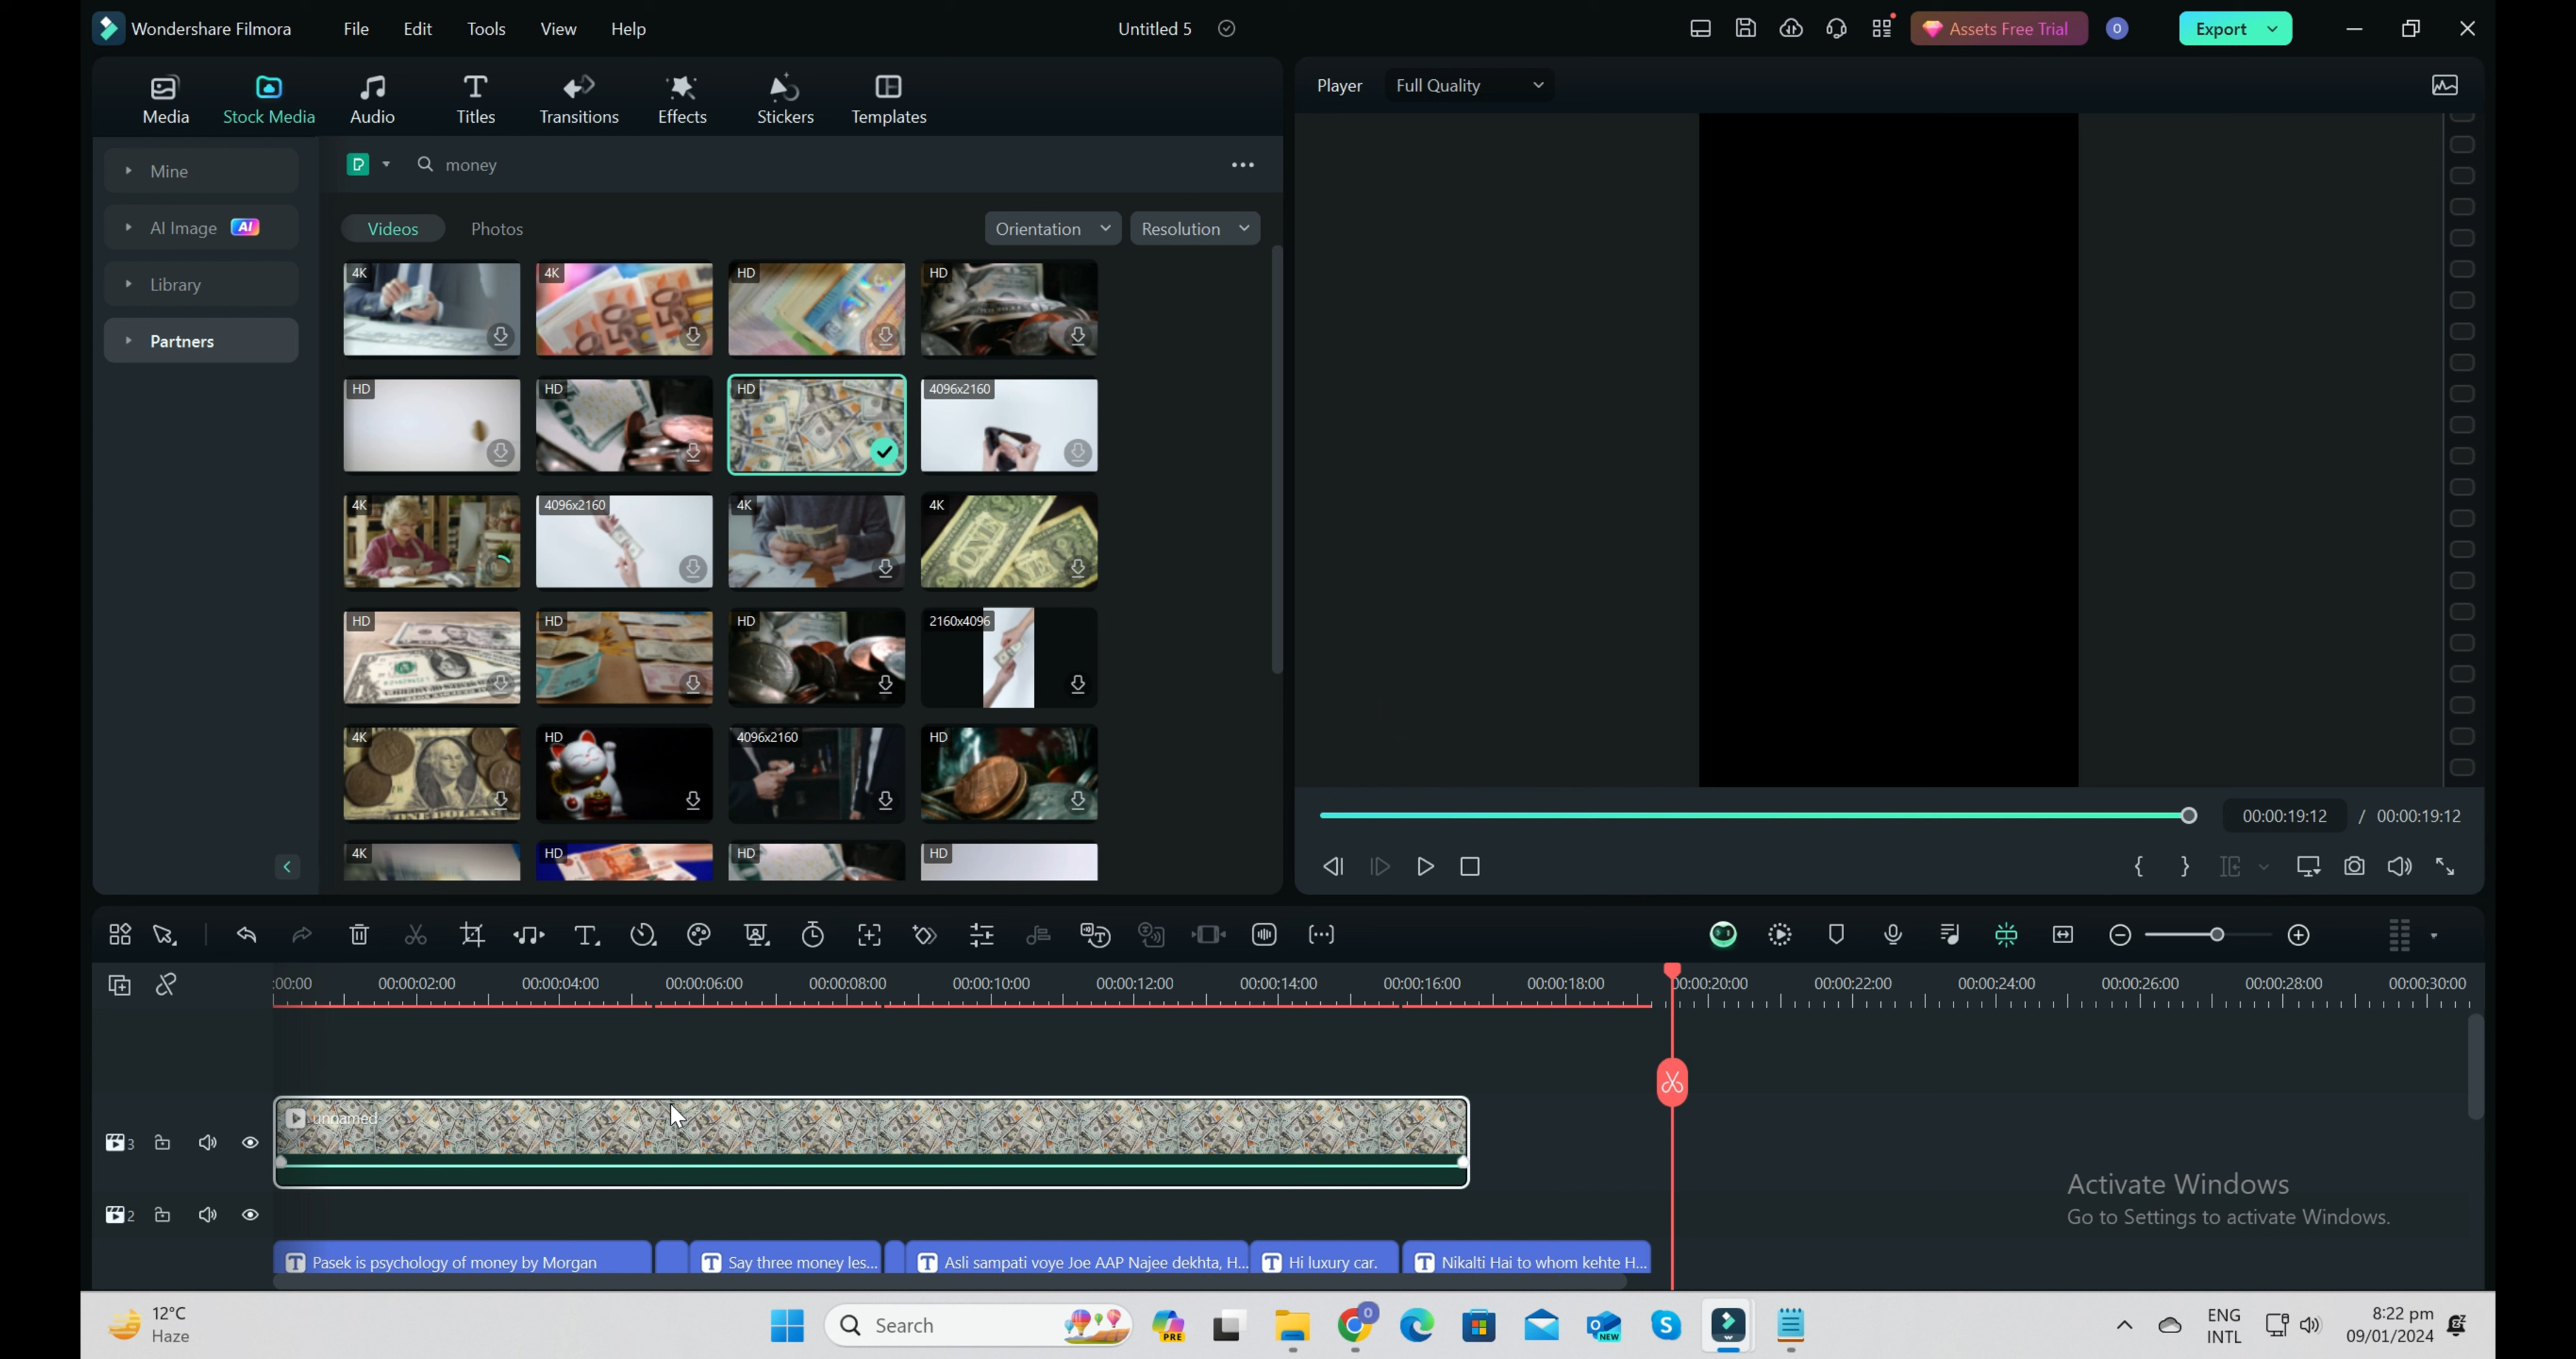 Wondershare Filmora File Edit Tools View Help Untitled 5 Assets Free Trial O Export
Media Stock Media Audio Titles Transitions Effects Stickers Templates
Player Full Quality
Mine
AI Image AI
Library
Partners
money
Videos Photos Orientation Resolution
4K 4K HD HD
HD HD HD 4096x2160
4K 4096x2160 4K 4K
HD HD HD 2160x4096
4K HD 4096x2160 HD
4K HD HD HD
00:00:19:12 / 00:00:19:12
:00:00 00:00:02:00 00:00:04:00 00:00:06:00 00:00:08:00 00:00:10:00 00:00:12:00 00:00:14:00 00:00:16:00 00:00:18:00 00:00:20:00 00:00:22:00 00:00:24:00 00:00:26:00 00:00:28:00 00:00:30:00
unnamed
3
2
Pasek is psychology of money by Morgan Say three money les... Asli sampati voye Joe AAP Najee dekhta, H... Hi luxury car. Nikalti Hai to whom kehte H...
Activate Windows
Go to Settings to activate Windows.
12°C
Haze
Search
PRE
NEW
ENG
INTL
8:22 pm
09/01/2024